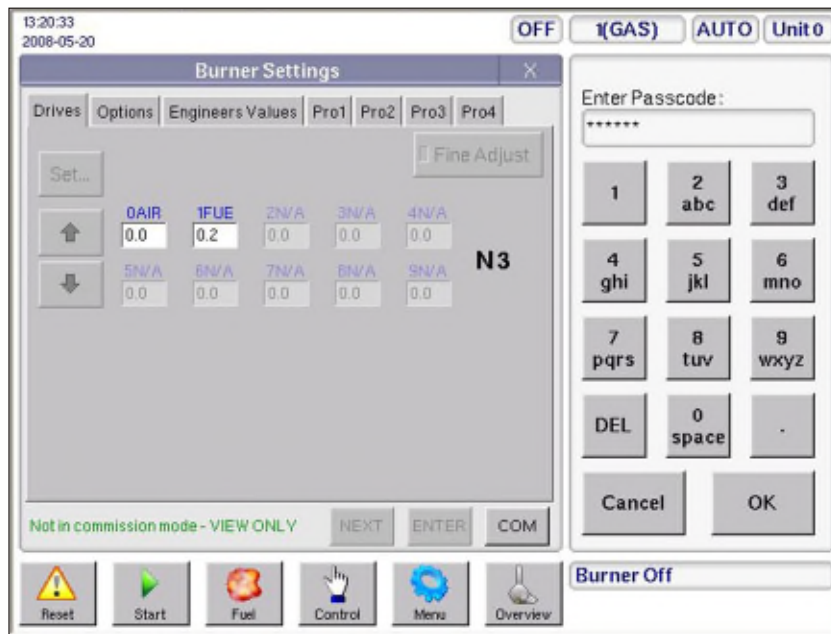 13:20:33
2008-05-20
OFF
1(GAS)
AUTO
Unit 0
Burner Settings
X
Drives
Options
Engineers Values
Pro1
Pro2
Pro3
Pro4
Set...
Fine Adjust
0AIR
1FUE
2N/A
3N/A
4N/A
0.0
0.2
0.0
0.0
0.0
5N/A
6N/A
7N/A
8N/A
9N/A
0.0
0.0
0.0
0.0
0.0
N3
Not in commission mode - VIEW ONLY
NEXT
ENTER
COM
Enter Passcode:
******
1
2
abc
3
def
4
ghi
5
jkl
6
mno
7
pqrs
8
tuv
9
wxyz
DEL
0
space
.
Cancel
OK
Reset
Start
Fuel
Control
Menu
Overview
Burner Off